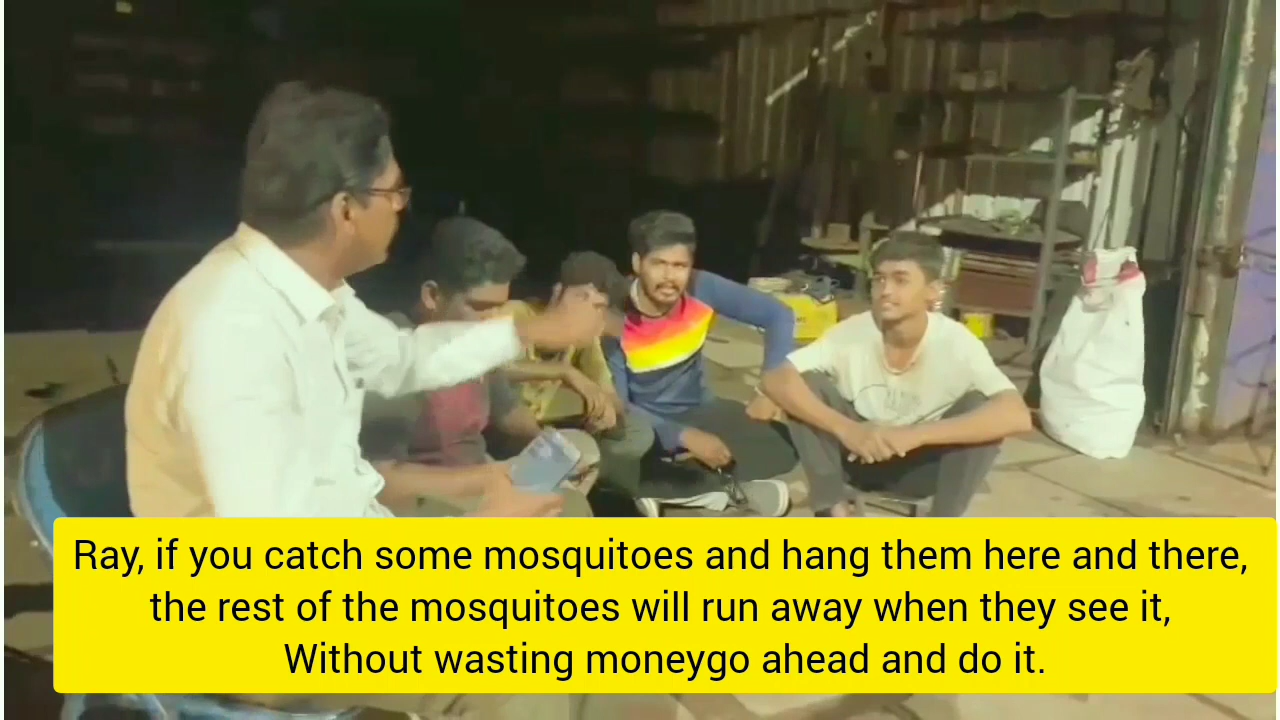 Ray, if you catch some mosquitoes and hang them here and there,
the rest of the mosquitoes will run away when they see it,
Without wasting moneygo ahead and do it.